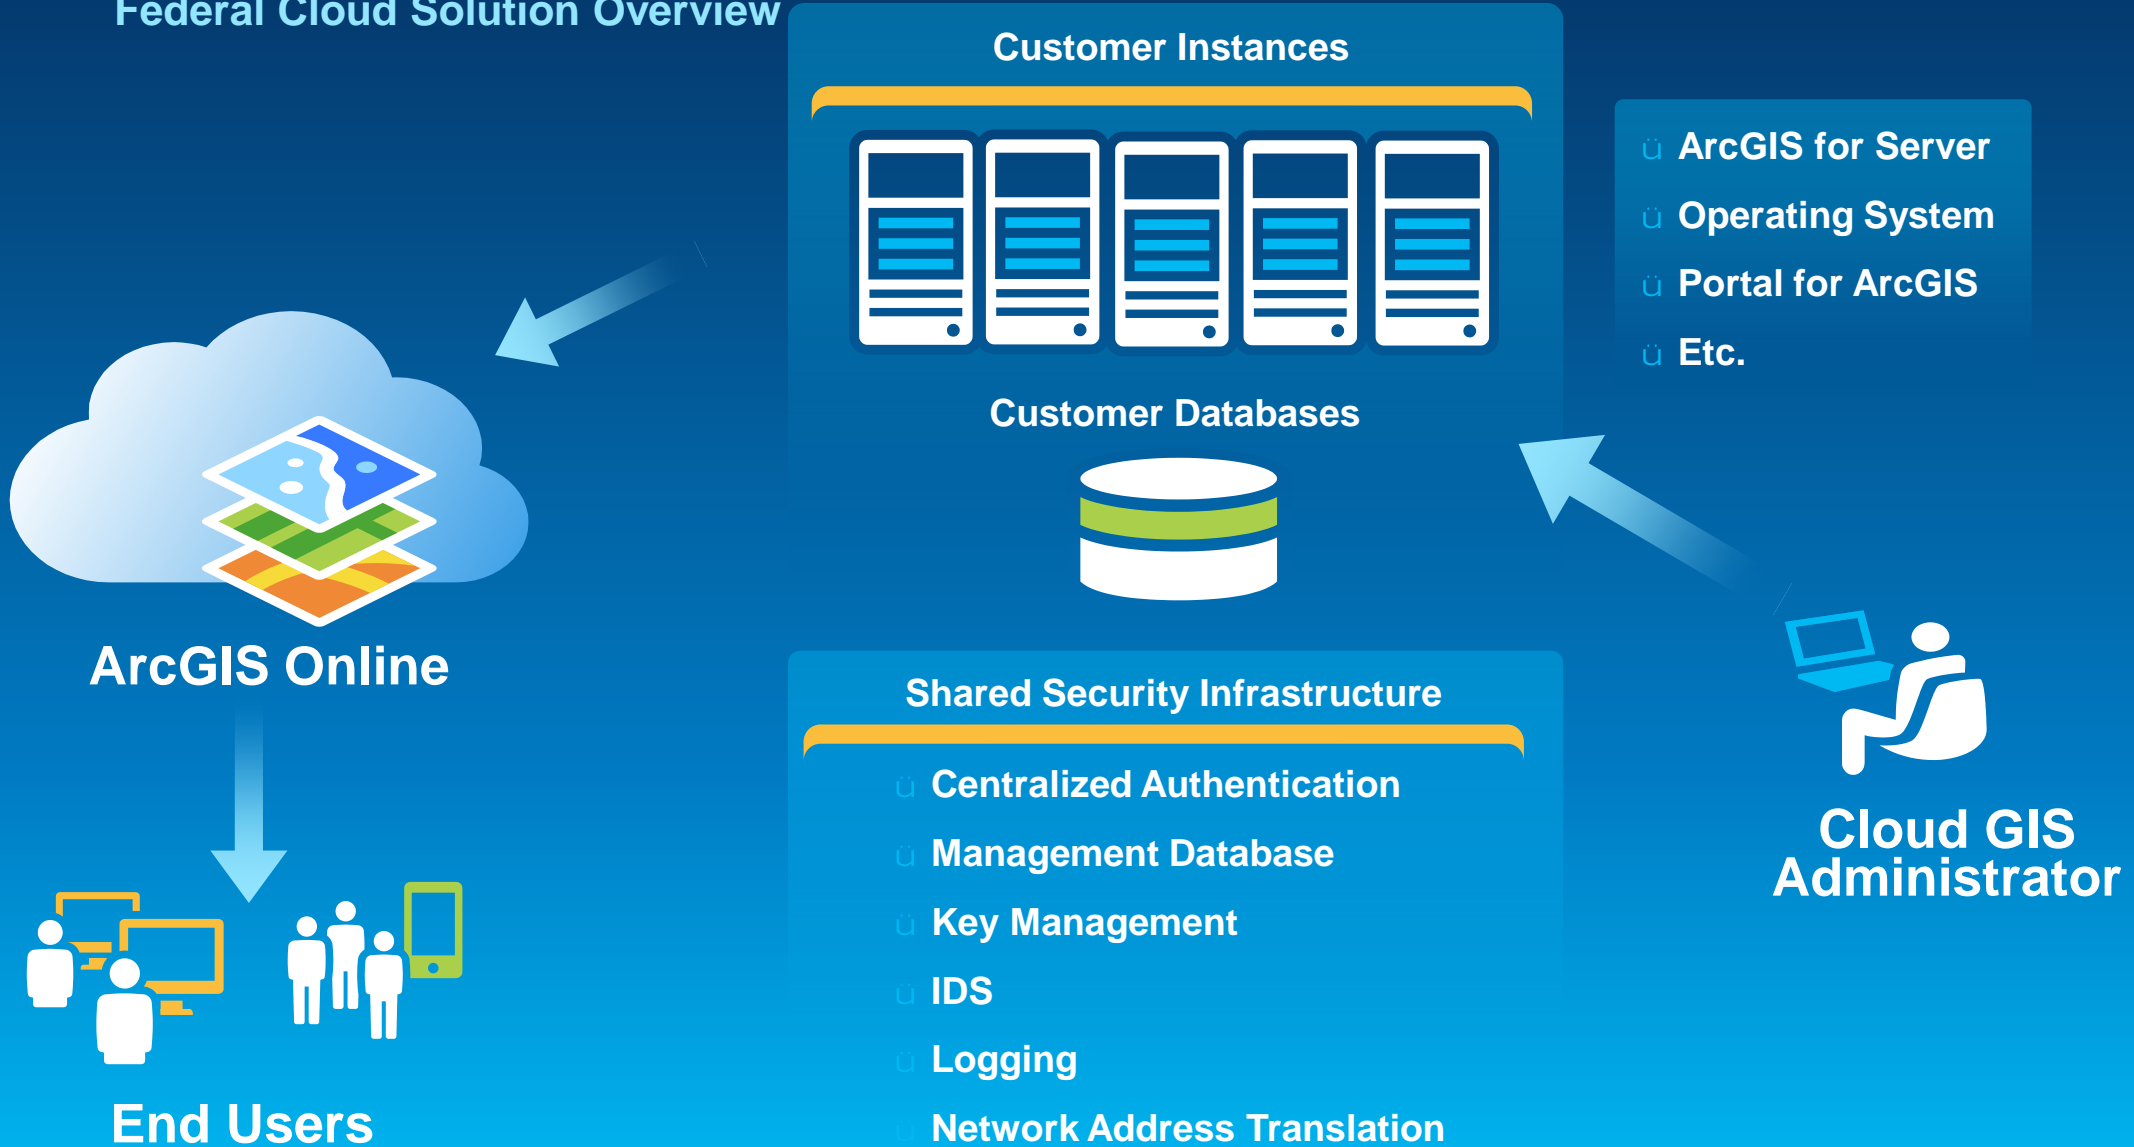 Federal Cloud Solution Overview
Customer Instances
ü ArcGIS for Server
ü Operating System
ü Portal for ArcGIS
ü Etc.
Customer Databases
ArcGIS Online
Shared Security Infrastructure
ü Centralized Authentication
ü Management Database
ü Key Management
ü IDS
ü Logging
ü Network Address Translation
Cloud GIS
Administrator
End Users